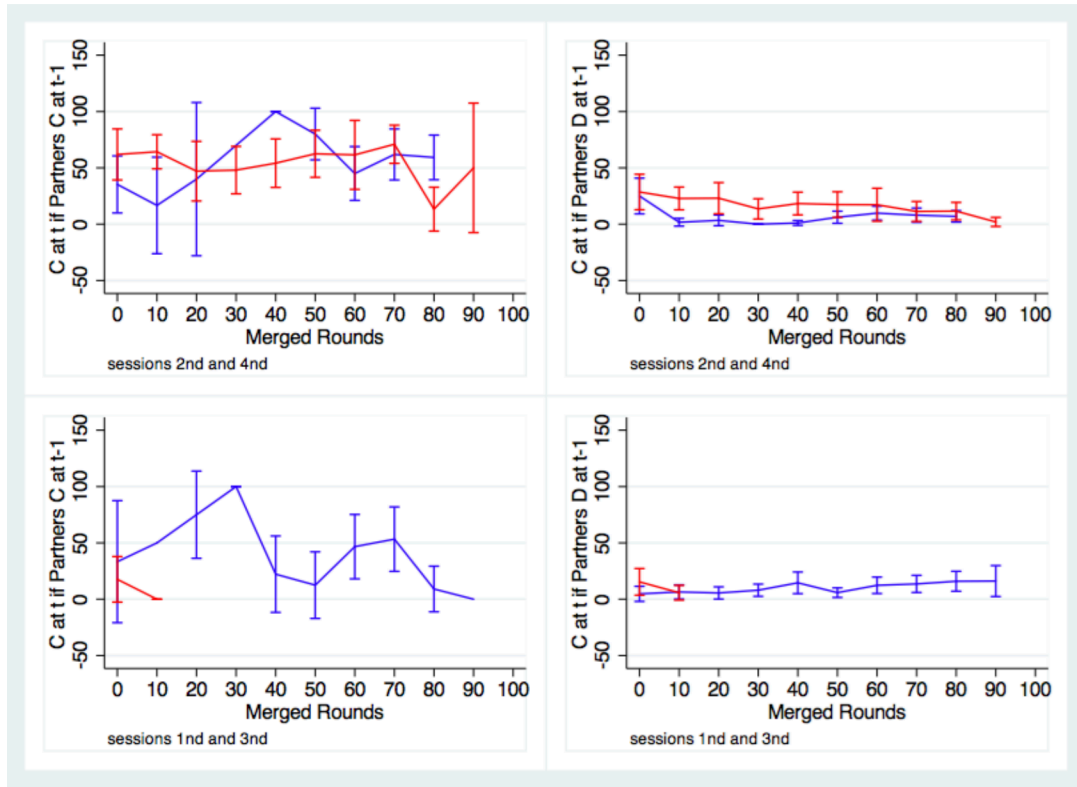 C at t if Partners C at t-1
150
100
50
0
-50
0 10 20 30 40 50 60 70 80 90 100
Merged Rounds
sessions 2nd and 4nd
C at t if Partners D at t-1
150
100
50
0
-50
0 10 20 30 40 50 60 70 80 90 100
Merged Rounds
sessions 2nd and 4nd
C at t if Partners C at t-1
150
100
50
0
-50
0 10 20 30 40 50 60 70 80 90 100
Merged Rounds
sessions 1nd and 3nd
C at t if Partners D at t-1
150
100
50
0
-50
0 10 20 30 40 50 60 70 80 90 100
Merged Rounds
sessions 1nd and 3nd